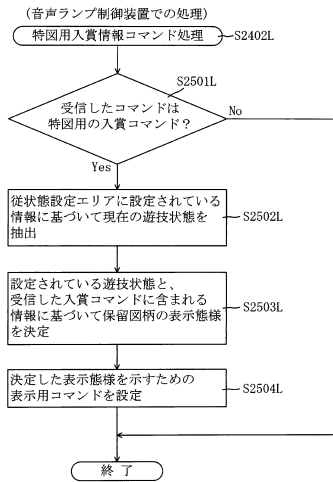 (音声ランプ制御装置での処理)
特図用入賞情報コマンド処理
S2402L
S2501L
受信したコマンドは
特図用の入賞コマンド?
No
Yes
従状態設定エリアに設定されている
情報に基づいて現在の遊技状態を
抽出
S2502L
設定されている遊技状態と、
受信した入賞コマンドに含まれる
情報に基づいて保留図柄の表示態様
を決定
S2503L
決定した表示態様を示すための
表示用コマンドを設定
S2504L
終了